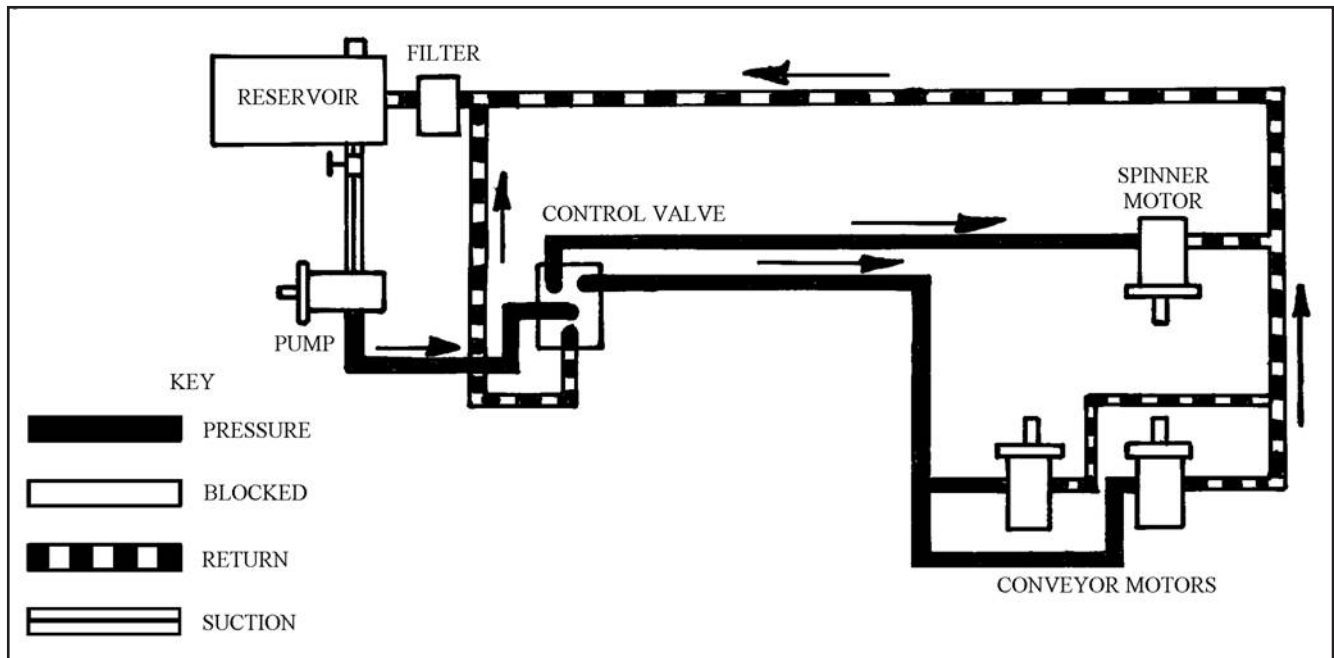 FILTER
RESERVOIR
SPINNER
MOTOR
CONTROL VALVE
PUMP
KEY
PRESSURE
BLOCKED
RETURN
SUCTION
CONVEYOR MOTORS